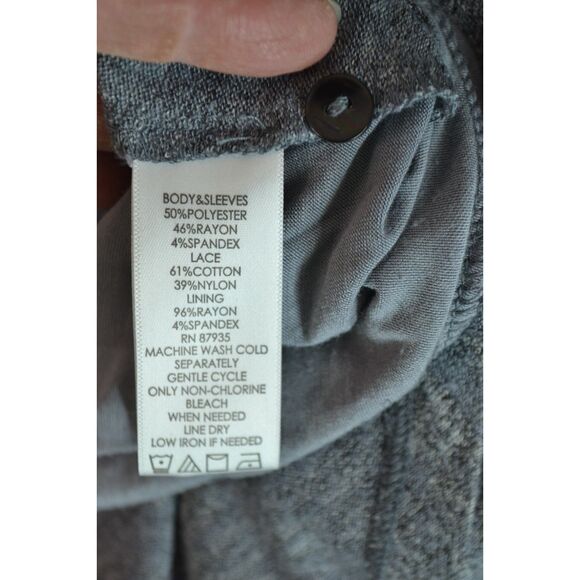 BODY&SLEEVES
50%POLYESTER
46%RAYON
4%SPANDEX
LACE
61%COTTON
39%NYLON
LINING
96%RAYON
4%SPANDEX
RN 87935
MACHINE WASH COLD
SEPARATELY
GENTLE CYCLE
ONLY NON-CHLORINE
BLEACH
WHEN NEEDED
LINE DRY
LOW IRON IF NEEDED